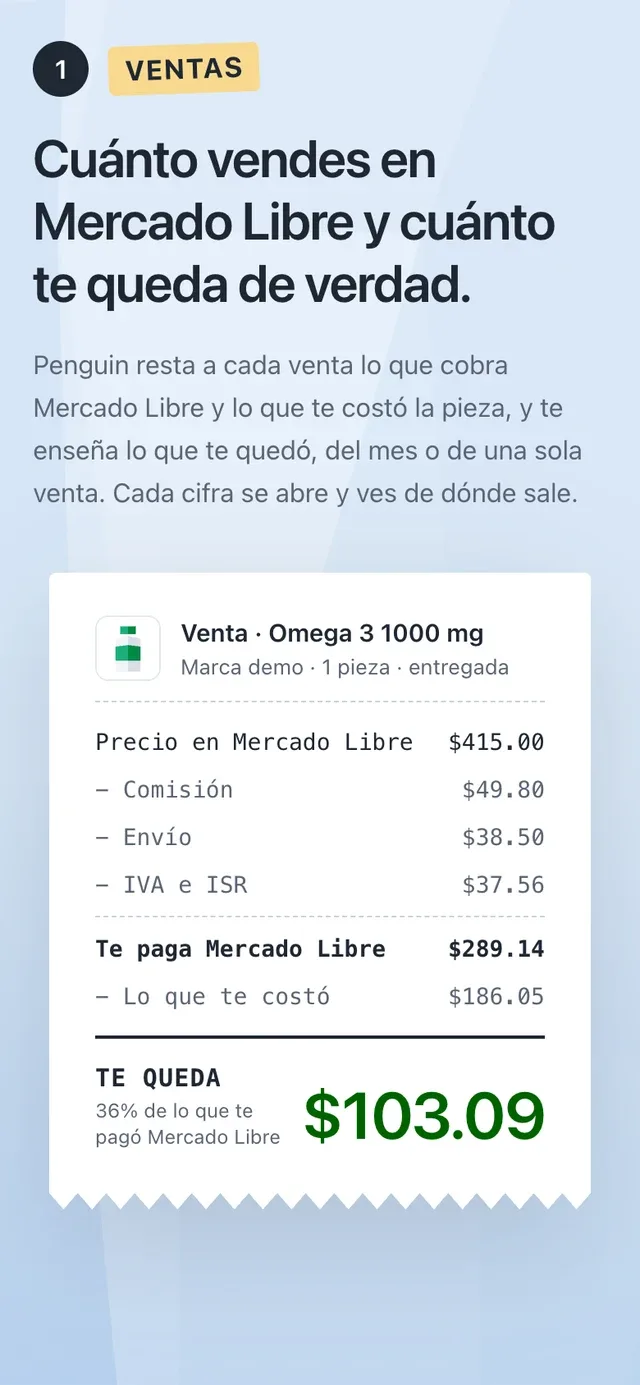 1 VENTAS
Cuánto vendes en
Mercado Libre y cuánto
te queda de verdad.
Penguin resta a cada venta lo que cobra
Mercado Libre y lo que te costó la pieza, y te
enseña lo que te quedó, del mes o de una sola
venta. Cada cifra se abre y ves de dónde sale.
Venta · Omega 3 1000 mg
Marca demo · 1 pieza · entregada
Precio en Mercado Libre $415.00
− Comisión $49.80
− Envío $38.50
− IVA e ISR $37.56
Te paga Mercado Libre $289.14
− Lo que te costó $186.05
TE QUEDA
36% de lo que te
pagó Mercado Libre
$103.09